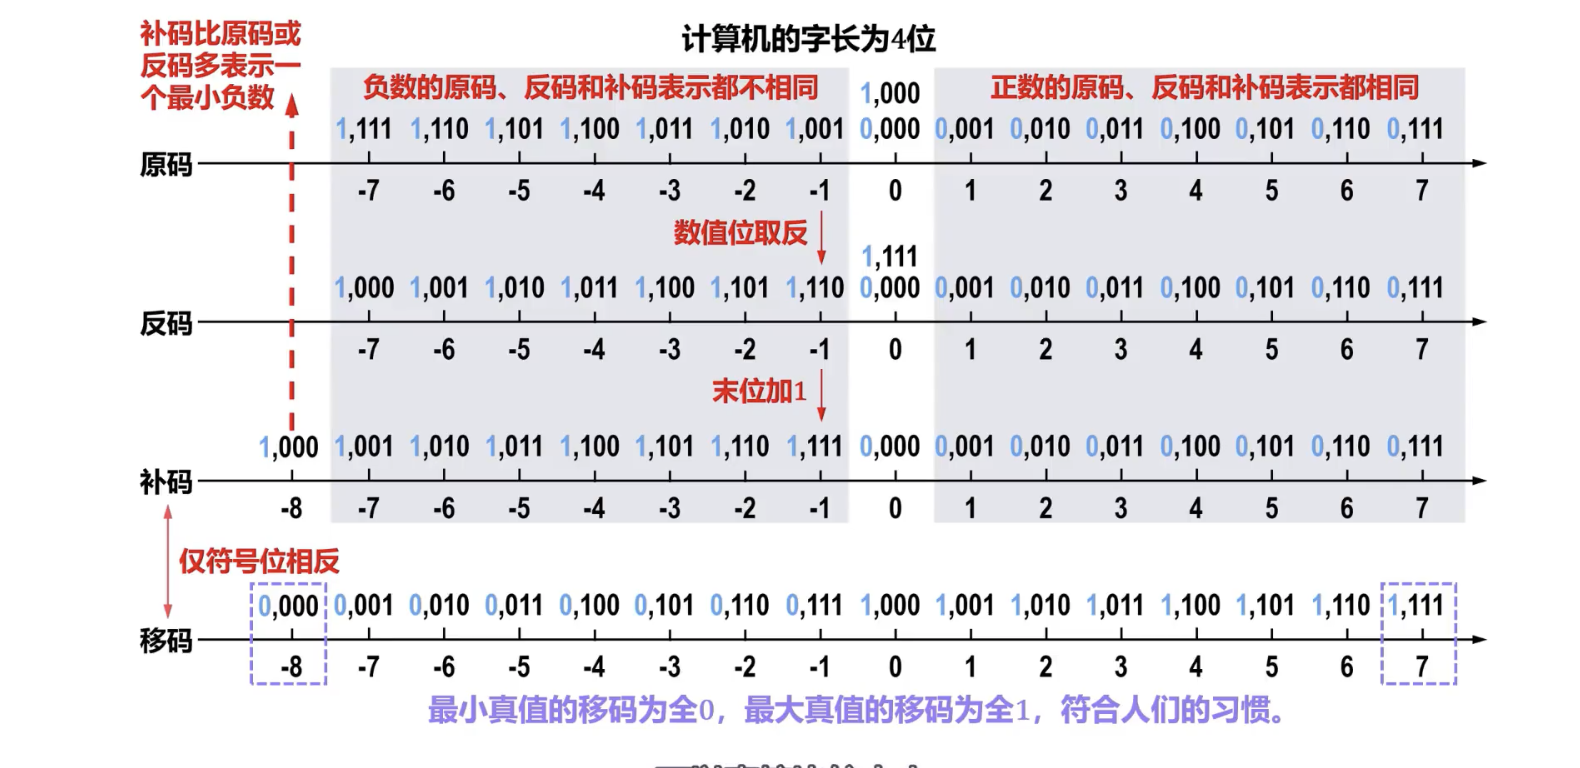 补码比原码或
反码多表示一
个最小负数
计算机的字长为4位
负数的原码、反码和补码表示都不相同
1,000
正数的原码、反码和补码表示都相同
1,111 1,110 1,101 1,100 1,011 1,010 1,001 0,000 0,001 0,010 0,011 0,100 0,101 0,110 0,111
原码
-7 -6 -5 -4 -3 -2 -1 0 1 2 3 4 5 6 7
数值位取反
1,111
1,000 1,001 1,010 1,011 1,100 1,101 1,110 0,000 0,001 0,010 0,011 0,100 0,101 0,110 0,111
反码
-7 -6 -5 -4 -3 -2 -1 0 1 2 3 4 5 6 7
末位加1
1,000 1,001 1,010 1,011 1,100 1,101 1,110 1,111 0,000 0,001 0,010 0,011 0,100 0,101 0,110 0,111
补码
-8 -7 -6 -5 -4 -3 -2 -1 0 1 2 3 4 5 6 7
仅符号位相反
0,000 0,001 0,010 0,011 0,100 0,101 0,110 0,111 1,000 1,001 1,010 1,011 1,100 1,101 1,110 1,111
移码
-8 -7 -6 -5 -4 -3 -2 -1 0 1 2 3 4 5 6 7
最小真值的移码为全0，最大真值的移码为全1，符合人们的习惯。